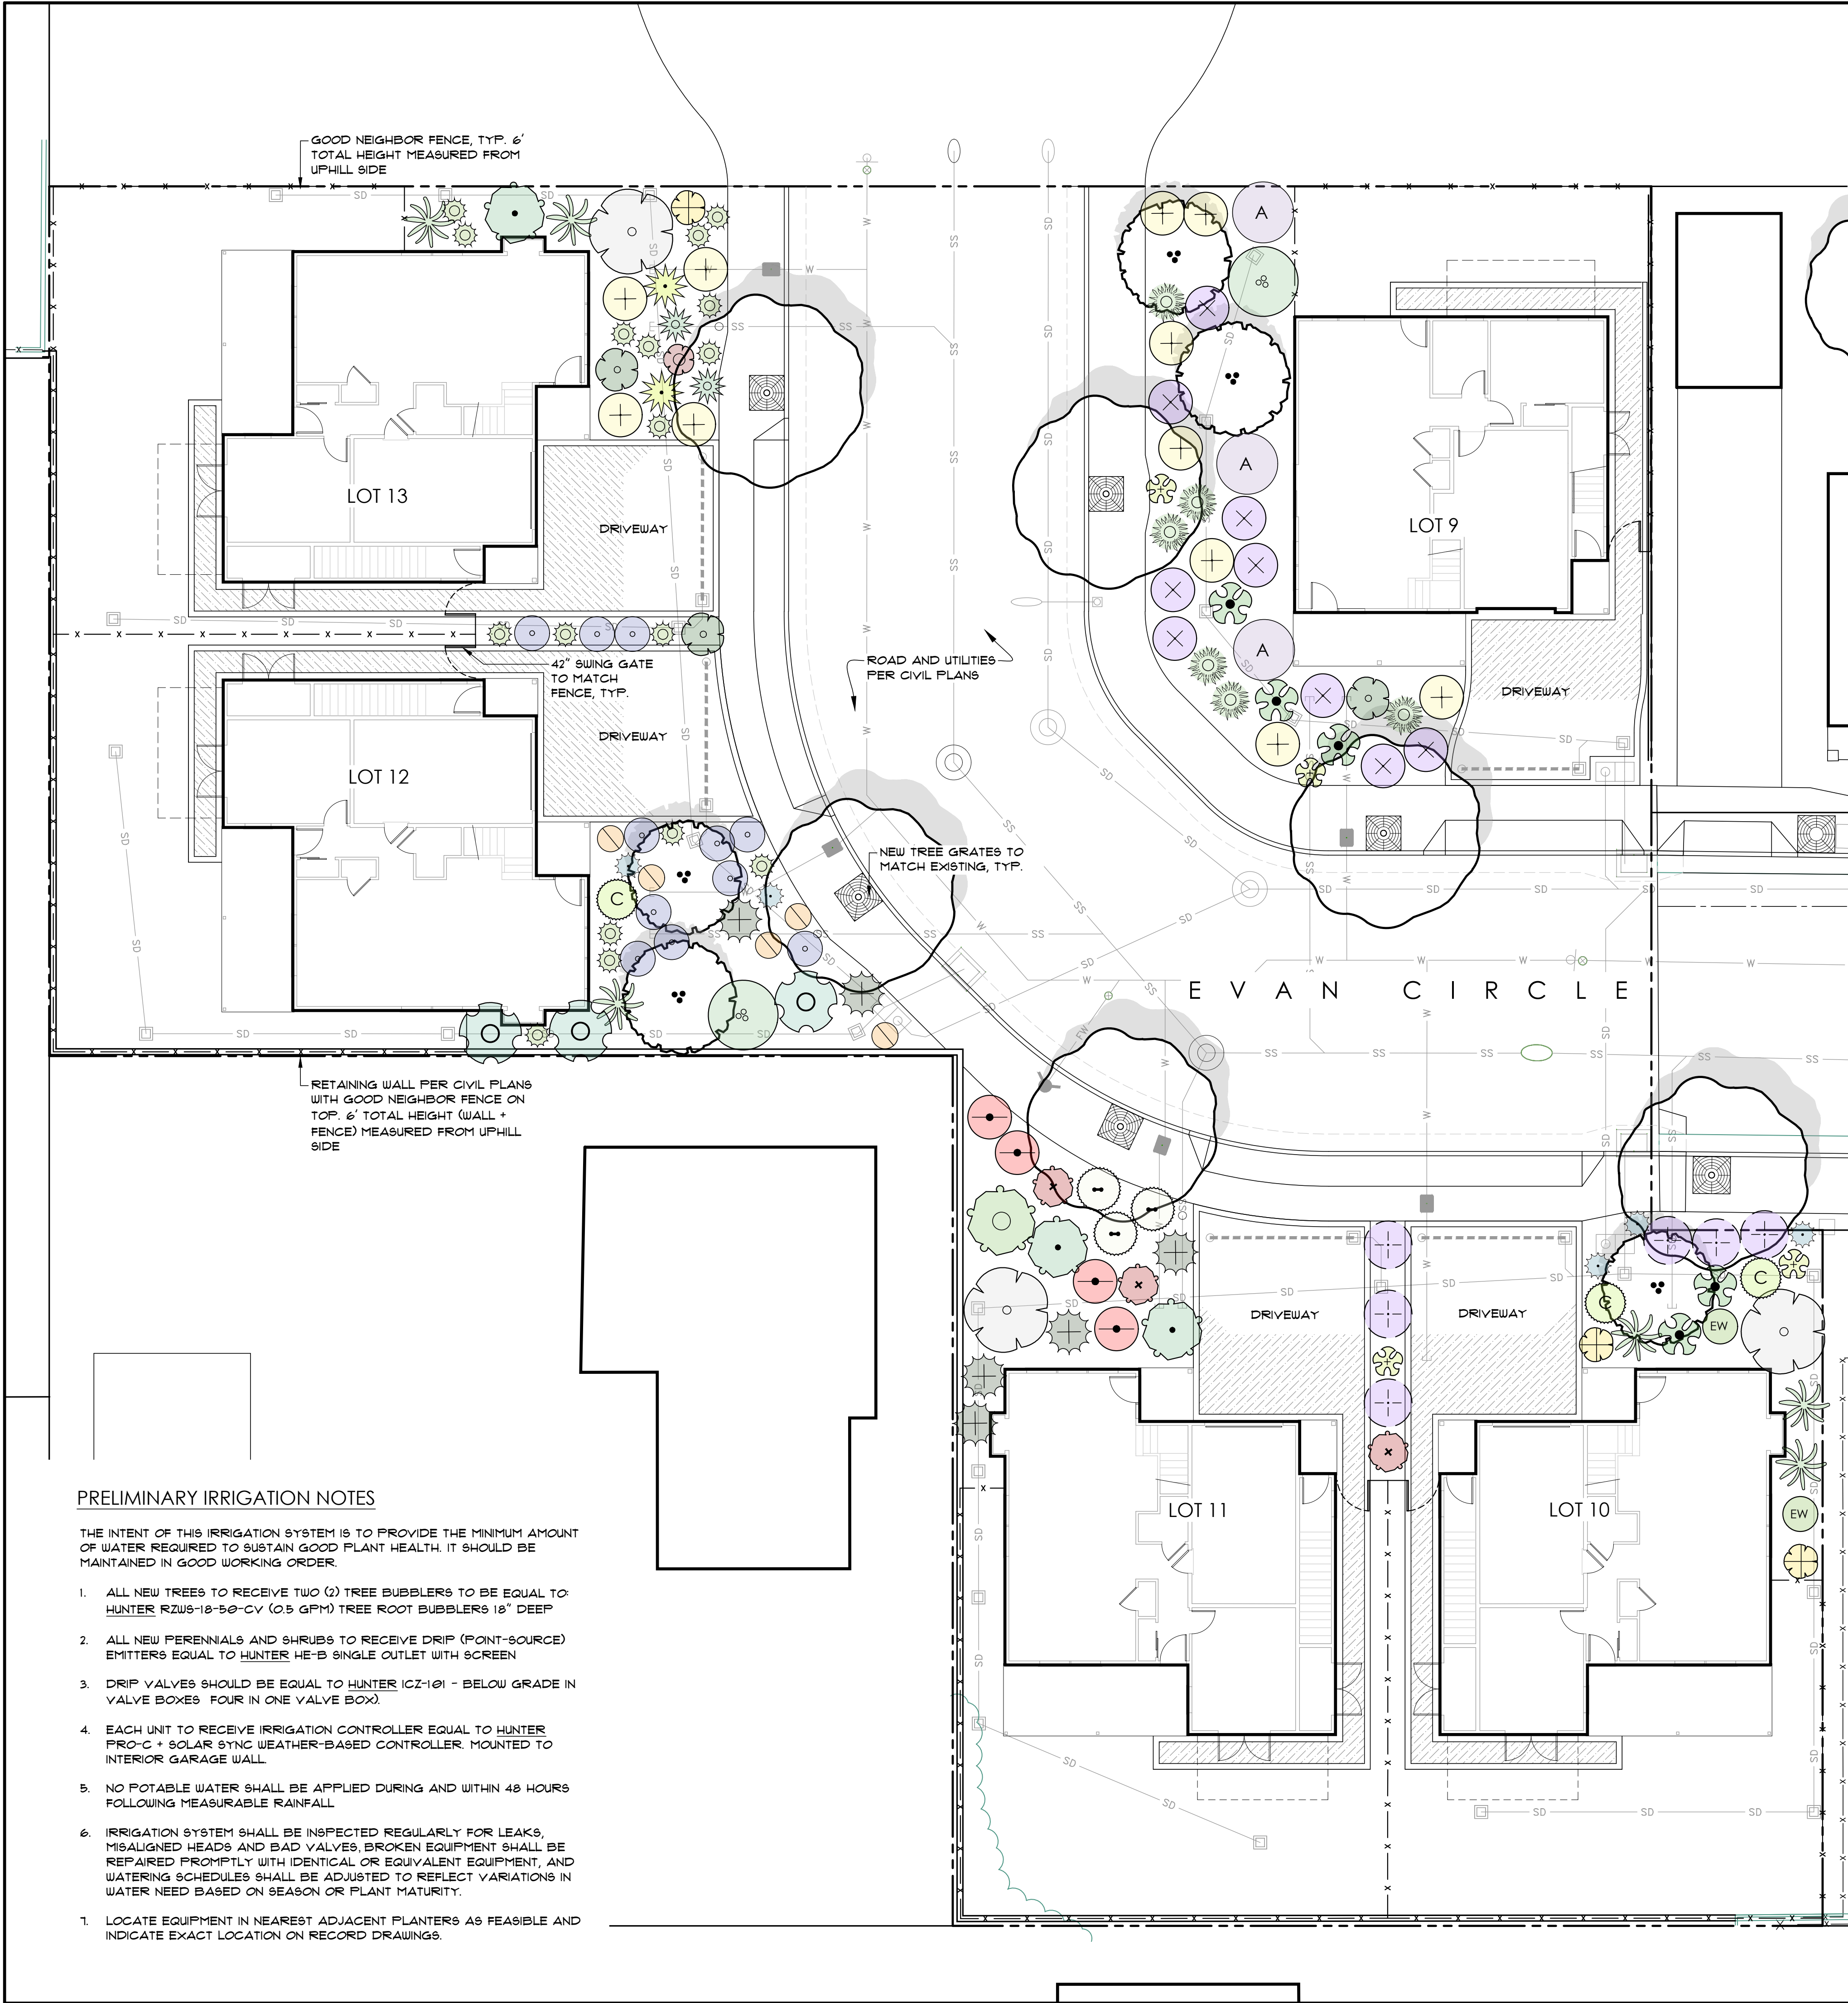 GOOD NEIGHBOR FENCE, TYP. 6'
TOTAL HEIGHT MEASURED FROM
UPHILL SIDE
A
LOT 13
DRIVEWAY
A
LOT 9
42" SWING GATE
TO MATCH
FENCE, TYP.
ROAD AND UTILITIES
PER CIVIL PLANS
A
DRIVEWAY
DRIVEWAY
LOT 12
NEW TREE GRATES TO
MATCH EXISTING, TYP.
C
EVAN CIRCLE
RETAINING WALL PER CIVIL PLANS
WITH GOOD NEIGHBOR FENCE ON
TOP. 6' TOTAL HEIGHT (WALL +
FENCE) MEASURED FROM UPHILL
SIDE
DRIVEWAY
DRIVEWAY
C
C
EW
LOT 11
LOT 10
EW
PRELIMINARY IRRIGATION NOTES
THE INTENT OF THIS IRRIGATION SYSTEM IS TO PROVIDE THE MINIMUM AMOUNT
OF WATER REQUIRED TO SUSTAIN GOOD PLANT HEALTH. IT SHOULD BE
MAINTAINED IN GOOD WORKING ORDER.
1. ALL NEW TREES TO RECEIVE TWO (2) TREE BUBBLERS TO BE EQUAL TO:
HUNTER RZWS-18-50-CV (0.5 GPM) TREE ROOT BUBBLERS 18" DEEP
2. ALL NEW PERENNIALS AND SHRUBS TO RECEIVE DRIP (POINT-SOURCE)
EMITTERS EQUAL TO HUNTER HE-B SINGLE OUTLET WITH SCREEN
3. DRIP VALVES SHOULD BE EQUAL TO HUNTER ICZ-101 - BELOW GRADE IN
VALVE BOXES FOUR IN ONE VALVE BOX).
4. EACH UNIT TO RECEIVE IRRIGATION CONTROLLER EQUAL TO HUNTER
PRO-C + SOLAR SYNC WEATHER-BASED CONTROLLER. MOUNTED TO
INTERIOR GARAGE WALL.
5. NO POTABLE WATER SHALL BE APPLIED DURING AND WITHIN 48 HOURS
FOLLOWING MEASURABLE RAINFALL
6. IRRIGATION SYSTEM SHALL BE INSPECTED REGULARLY FOR LEAKS,
MISALIGNED HEADS AND BAD VALVES, BROKEN EQUIPMENT SHALL BE
REPAIRED PROMPTLY WITH IDENTICAL OR EQUIVALENT EQUIPMENT, AND
WATERING SCHEDULES SHALL BE ADJUSTED TO REFLECT VARIATIONS IN
WATER NEED BASED ON SEASON OR PLANT MATURITY.
7. LOCATE EQUIPMENT IN NEAREST ADJACENT PLANTERS AS FEASIBLE AND
INDICATE EXACT LOCATION ON RECORD DRAWINGS.